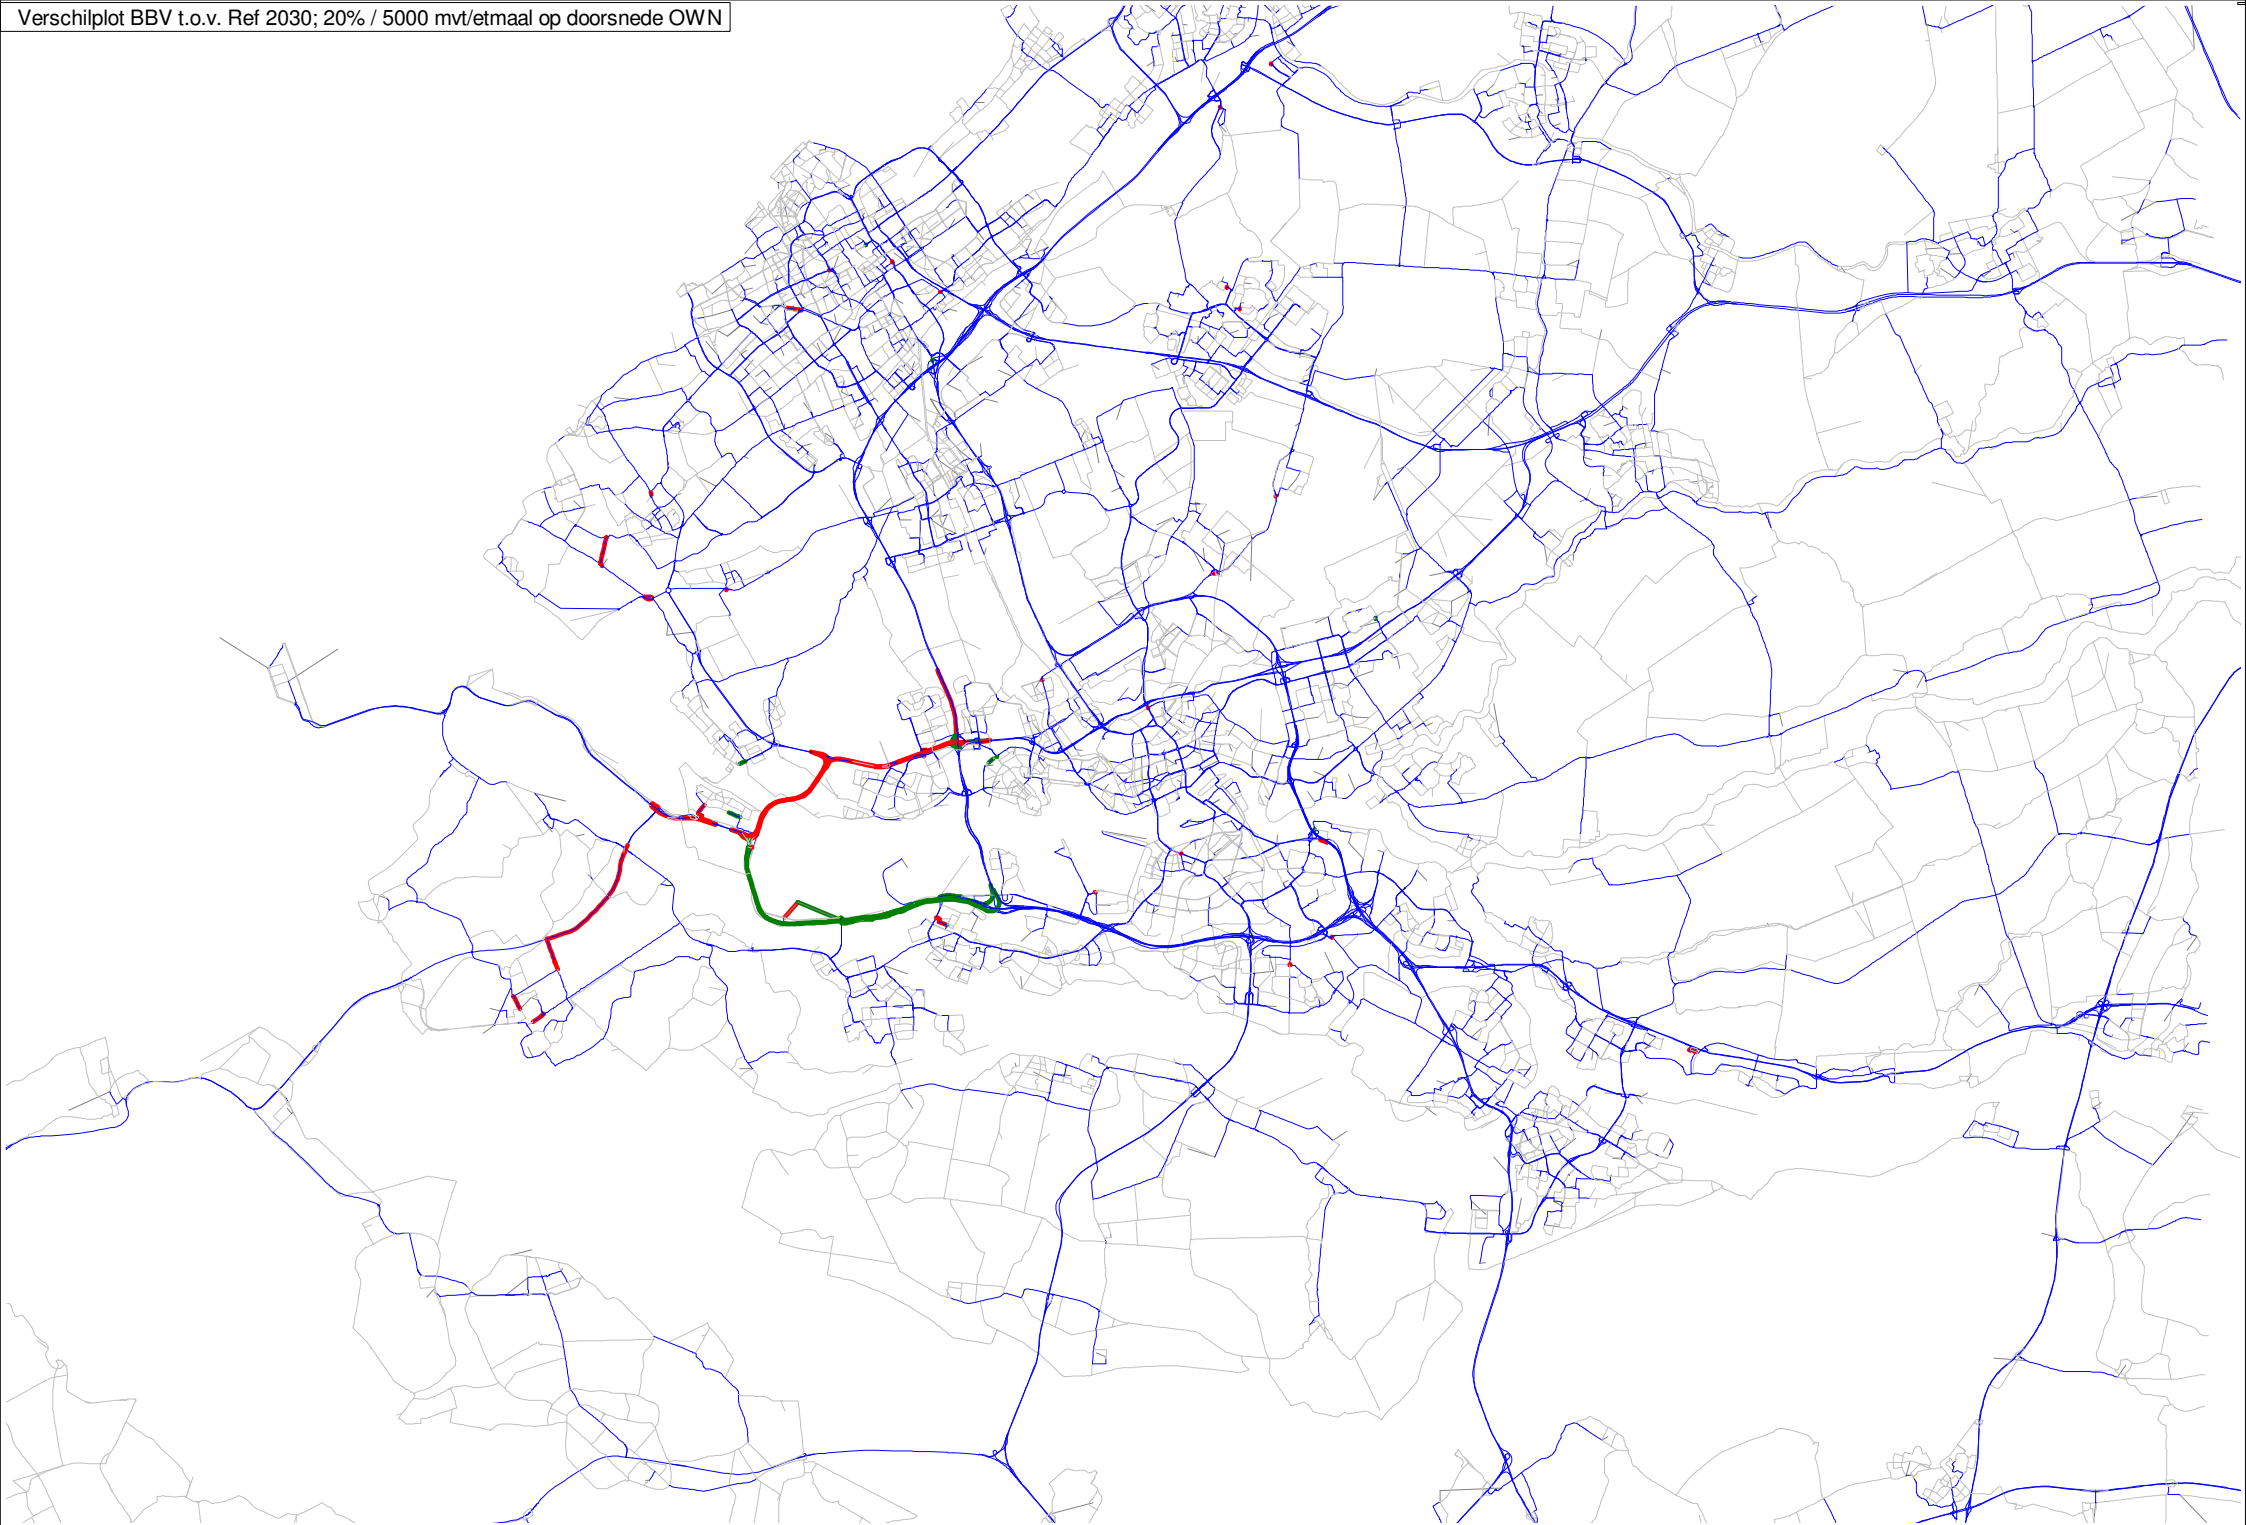 Verschilplot BBV t.o.v. Ref 2030; 20% / 5000 mvt/etmaal op doorsnede OWN